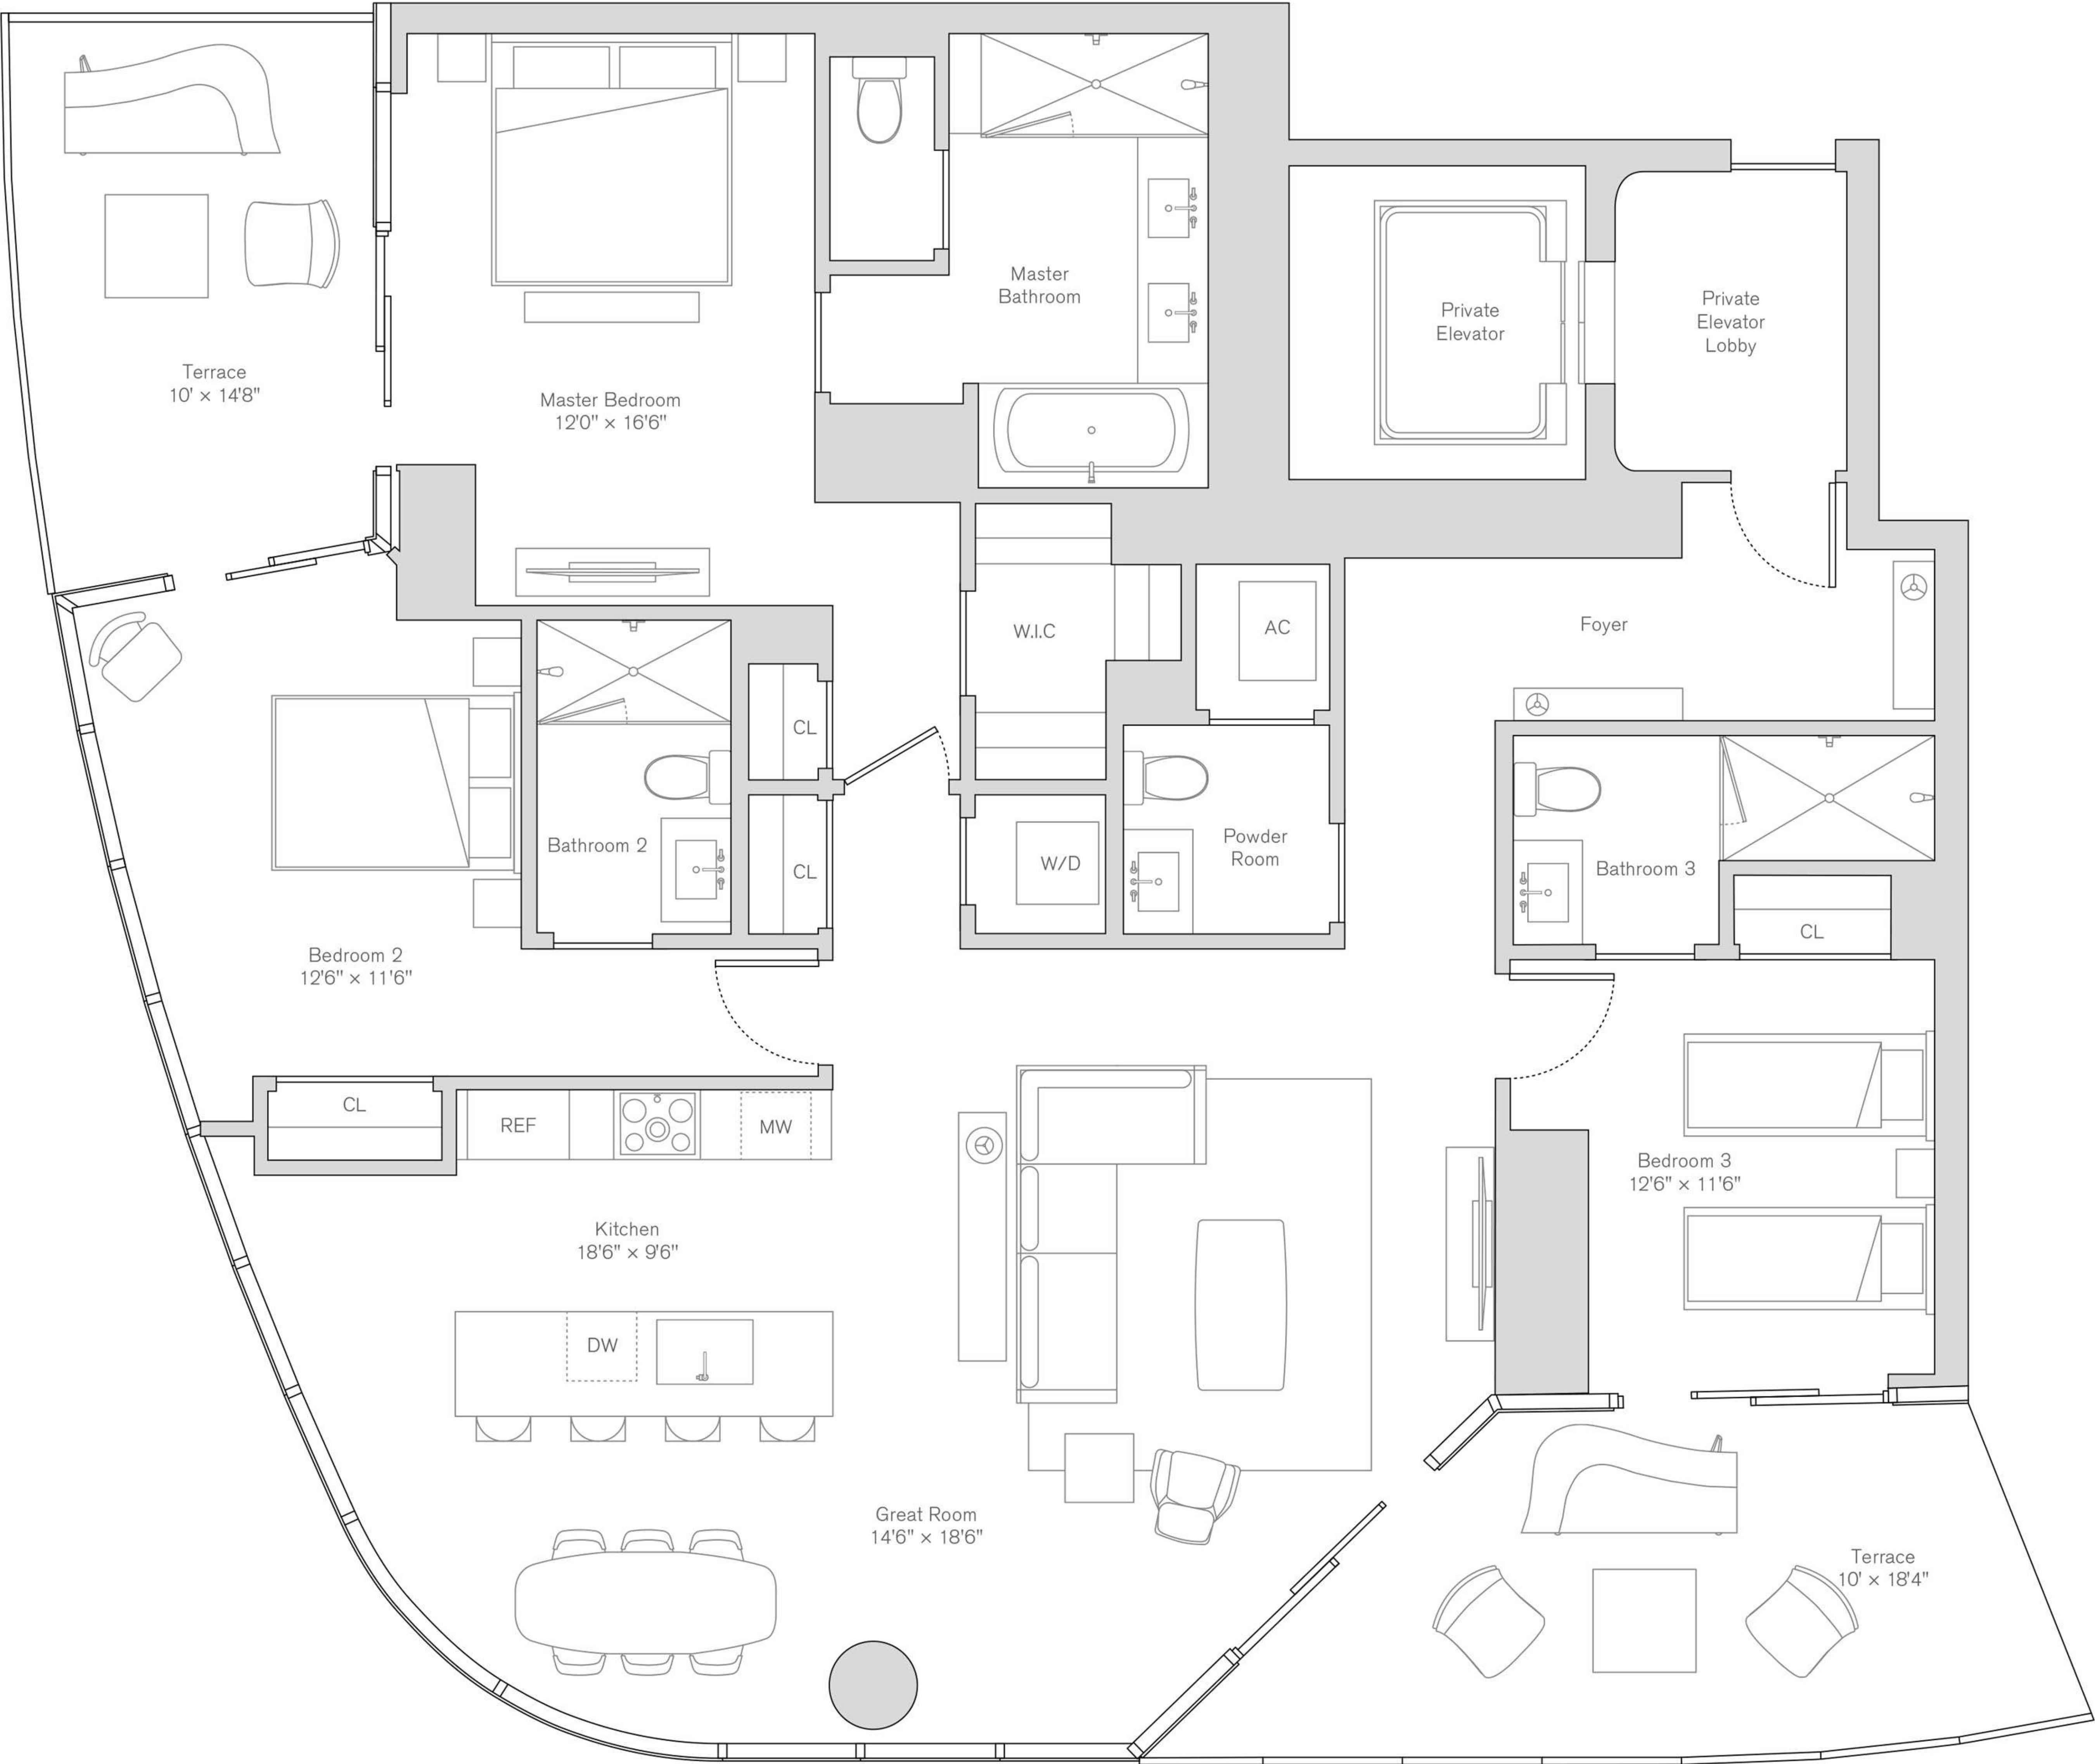 Terrace
10' × 14'8"
Master Bedroom
12'0" × 16'6"
Master
Bathroom
Private
Elevator
Private
Elevator
Lobby
W.I.C
AC
Foyer
CL
Bathroom 2
CL
W/D
Powder
Room
Bathroom 3
CL
Bedroom 2
12'6" × 11'6"
CL
REF
MW
Bedroom 3
12'6" × 11'6"
Kitchen
18'6" × 9'6"
DW
Great Room
14'6" × 18'6"
Terrace
10' × 18'4"